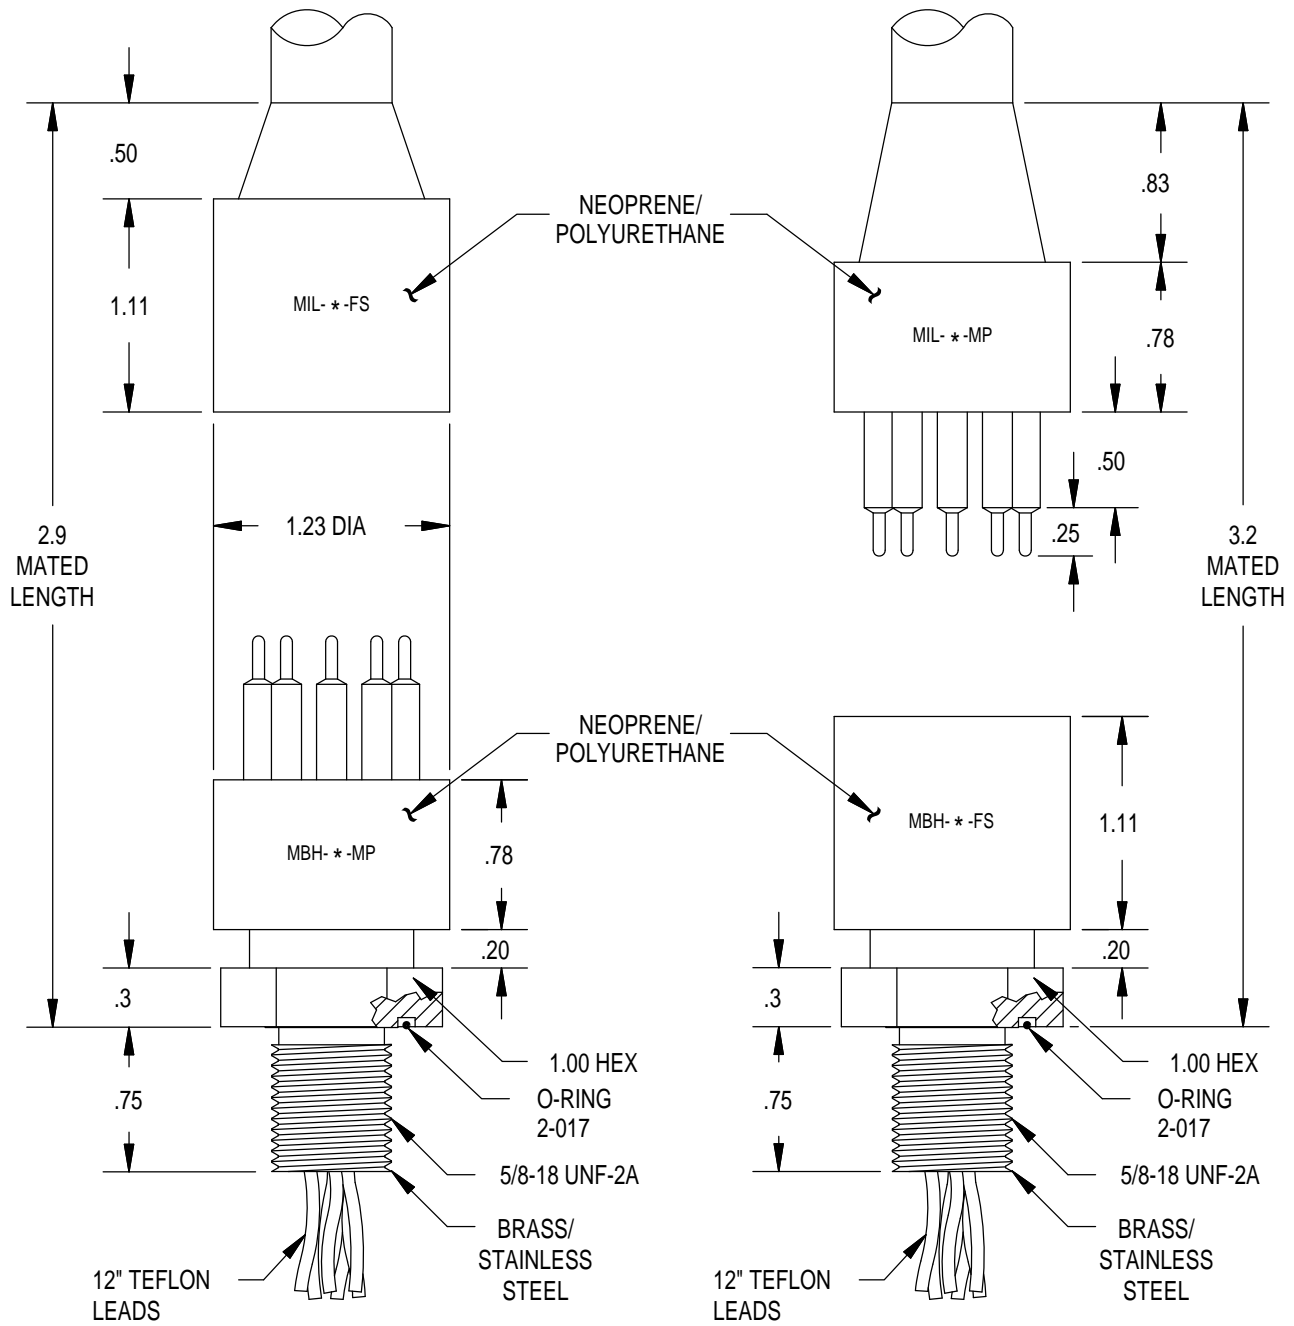 .50
1.11
MIL- * -FS
NEOPRENE/
POLYURETHANE
.83
MIL- * -MP
.78
.50
.25
2.9
MATED
LENGTH
1.23 DIA
3.2
MATED
LENGTH
NEOPRENE/
POLYURETHANE
MBH- * -MP
.78
MBH- * -FS
1.11
.20
.20
.3
.3
.75
1.00 HEX
O-RING
2-017
5/8-18 UNF-2A
BRASS/
STAINLESS
STEEL
12" TEFLON
LEADS
.75
1.00 HEX
O-RING
2-017
5/8-18 UNF-2A
BRASS/
STAINLESS
STEEL
12" TEFLON
LEADS